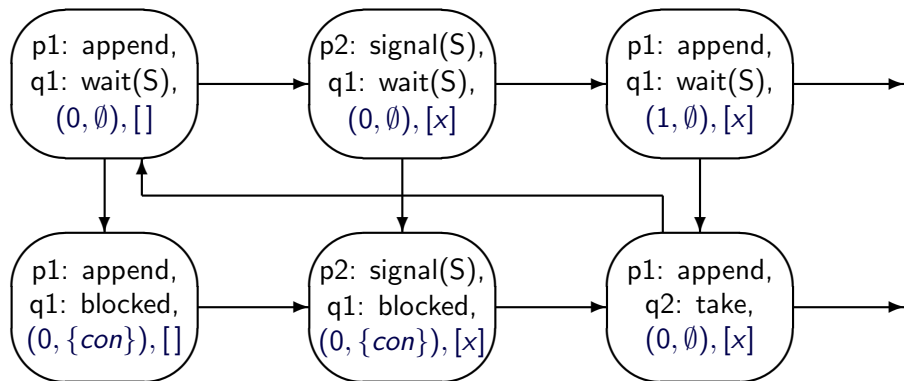 p1: append,
q1: wait(S),
(0, ∅), [ ]
p2: signal(S),
q1: wait(S),
(0, ∅), [x]
p1: append,
q1: wait(S),
(1, ∅), [x]
p1: append,
q1: blocked,
(0, {con}), [ ]
p2: signal(S),
q1: blocked,
(0, {con}), [x]
p1: append,
q2: take,
(0, ∅), [x]